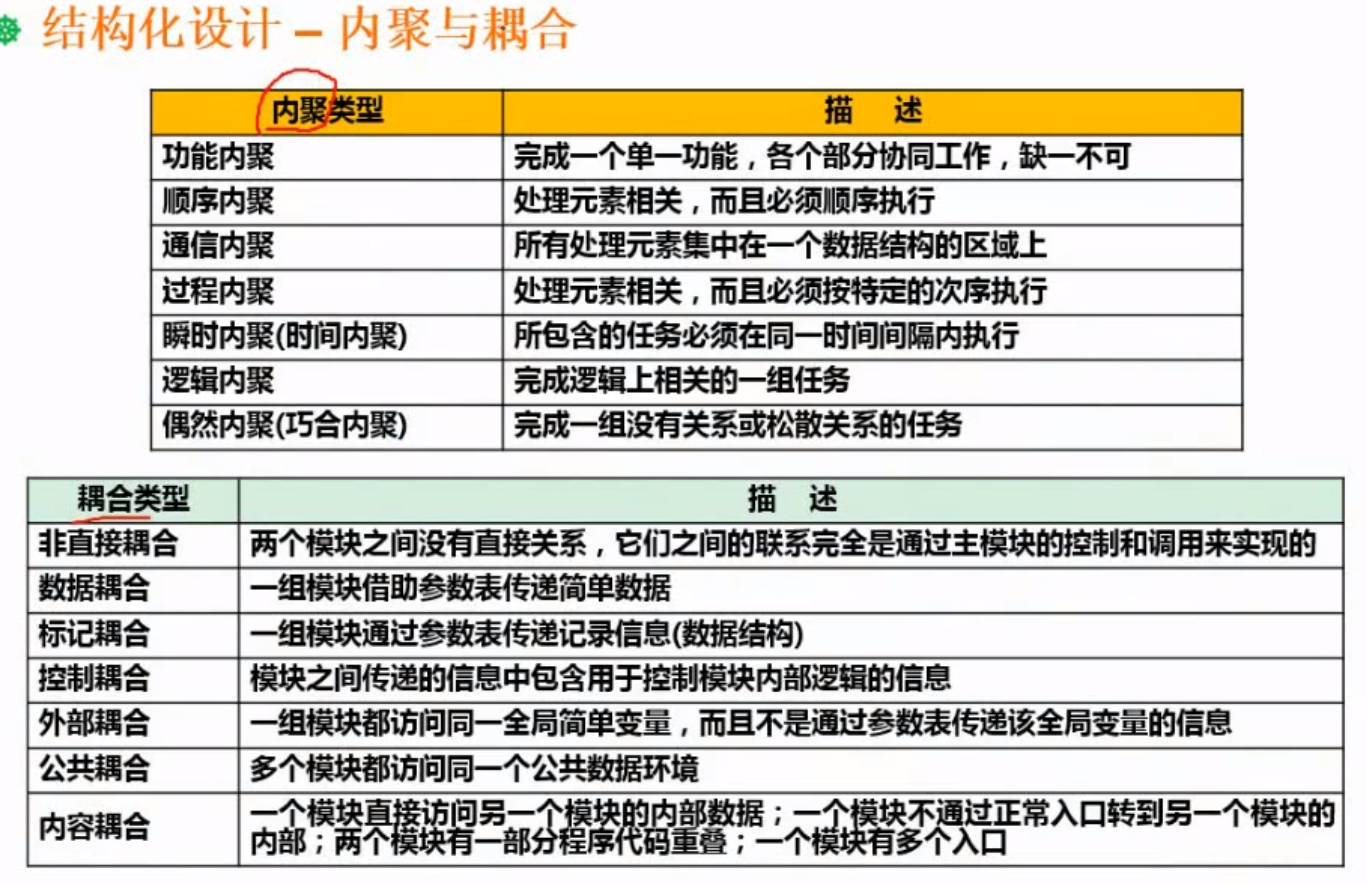 结构化设计 – 内聚与耦合
内聚类型 描 述
功能内聚 完成一个单一功能，各个部分协同工作，缺一不可
顺序内聚 处理元素相关，而且必须顺序执行
通信内聚 所有处理元素集中在一个数据结构的区域上
过程内聚 处理元素相关，而且必须按特定的次序执行
瞬时内聚(时间内聚) 所包含的任务必须在同一时间间隔内执行
逻辑内聚 完成逻辑上相关的一组任务
偶然内聚(巧合内聚) 完成一组没有关系或松散关系的任务
耦合类型 描 述
非直接耦合 两个模块之间没有直接关系，它们之间的联系完全是通过主模块的控制和调用来实现的
数据耦合 一组模块借助参数表传递简单数据
标记耦合 一组模块通过参数表传递记录信息(数据结构)
控制耦合 模块之间传递的信息中包含用于控制模块内部逻辑的信息
外部耦合 一组模块都访问同一全局简单变量，而且不是通过参数表传递该全局变量的信息
公共耦合 多个模块都访问同一个公共数据环境
内容耦合 一个模块直接访问另一个模块的内部数据；一个模块不通过正常入口转到另一个模块的
内部；两个模块有一部分程序代码重叠；一个模块有多个入口